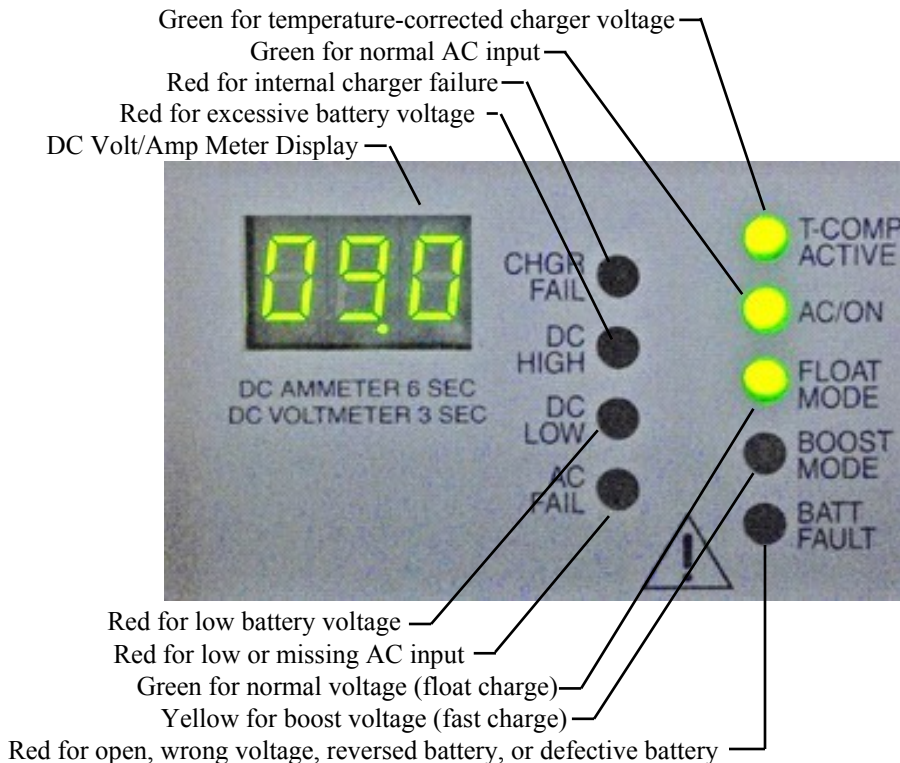 Green for temperature-corrected charger voltage
Green for normal AC input
Red for internal charger failure
Red for excessive battery voltage
DC Volt/Amp Meter Display
09.0
DC AMMETER 6 SEC
DC VOLTMETER 3 SEC
CHGR
FAIL
DC
HIGH
DC
LOW
AC
FAIL
T-COMP
ACTIVE
AC/ON
FLOAT
MODE
BOOST
MODE
BATT
FAULT
!
Red for low battery voltage
Red for low or missing AC input
Green for normal voltage (float charge)
Yellow for boost voltage (fast charge)
Red for open, wrong voltage, reversed battery, or defective battery